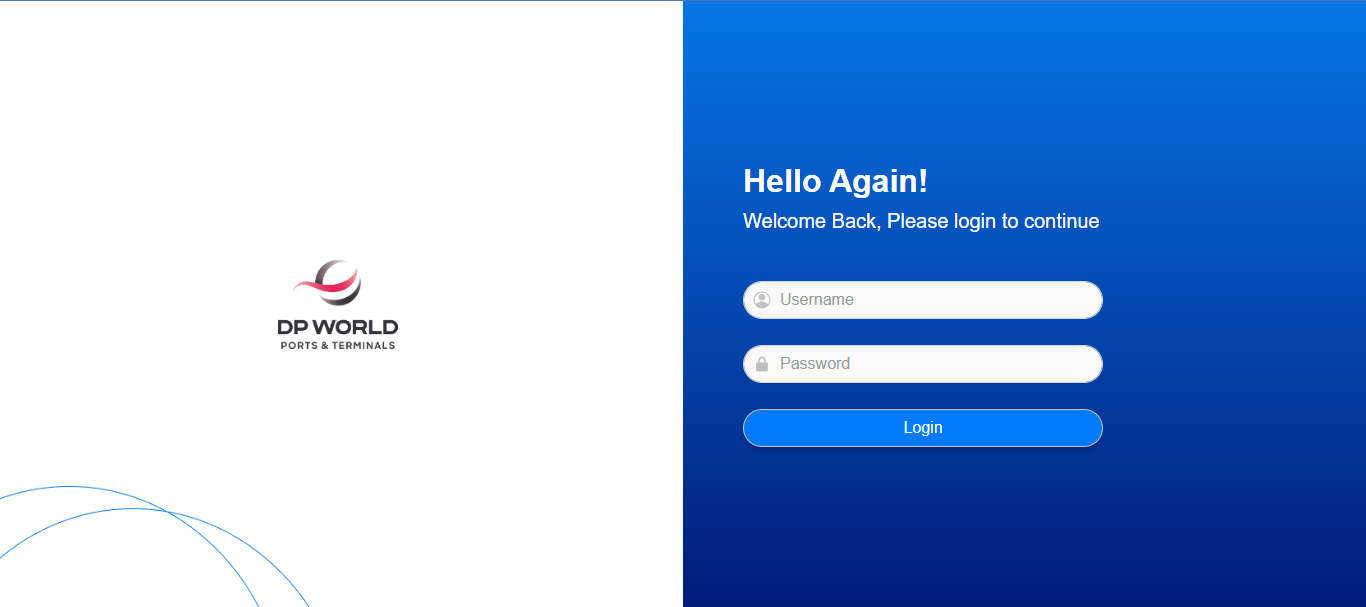 DP WORLD
PORTS & TERMINALS
Hello Again!
Welcome Back, Please login to continue
Username
Password
Login